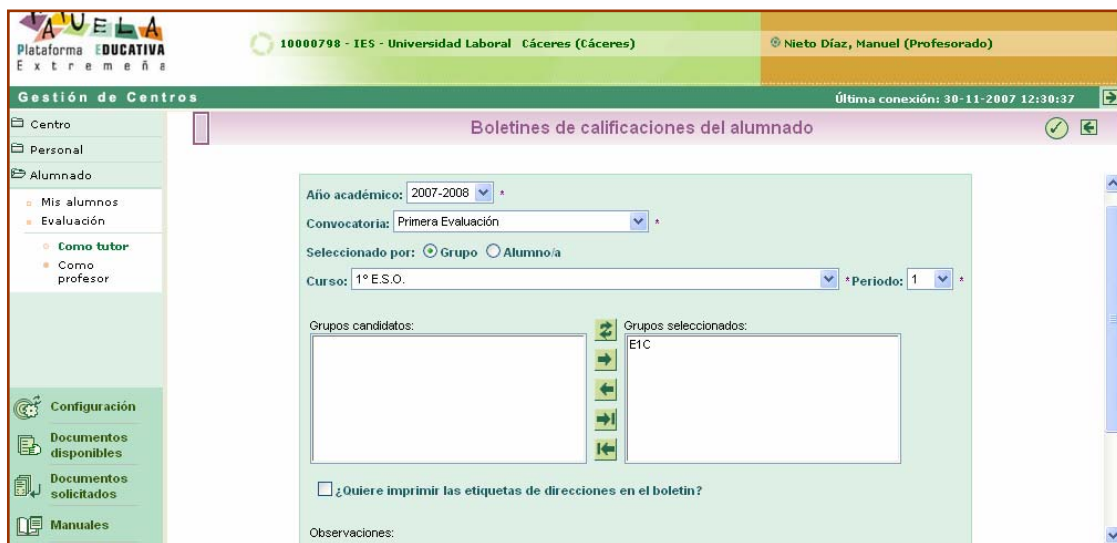 Plataforma EDUCATIVA
Extremeña
10000798 - IES - Universidad Laboral Cáceres (Cáceres)
Nieto Díaz, Manuel (Profesorado)
Gestión de Centros
Última conexión: 30-11-2007 12:30:37
Centro
Personal
Alumnado
Mis alumnos
Evaluación
Como tutor
Como
profesor
Configuración
Documentos
disponibles
Documentos
solicitados
Manuales
Boletines de calificaciones del alumnado
Año académico: 2007-2008 *
Convocatoria: Primera Evaluación *
Seleccionado por: Grupo Alumno/a
Curso: 1º E.S.O. * Periodo: 1 *
Grupos candidatos: Grupos seleccionados:
E1C
¿Quiere imprimir las etiquetas de direcciones en el boletin?
Observaciones: